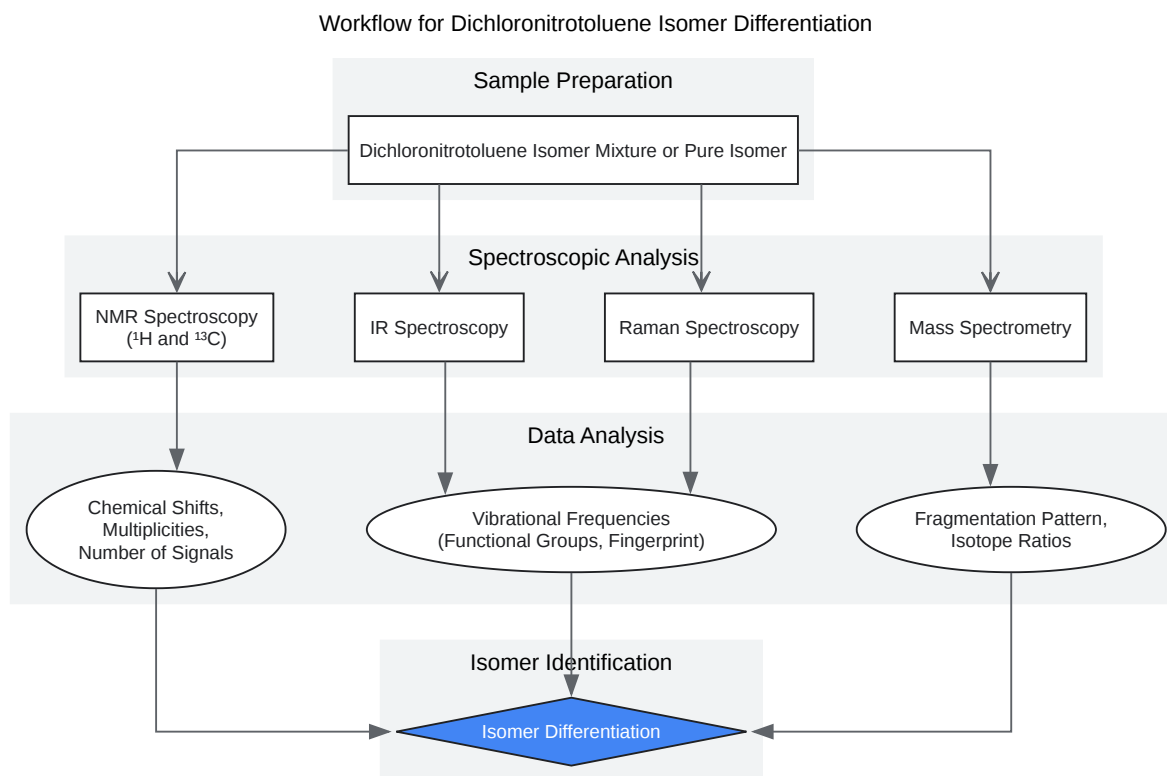 Workflow for Dichloronitrotoluene Isomer Differentiation
Sample Preparation
Dichloronitrotoluene Isomer Mixture or Pure Isomer
Spectroscopic Analysis
NMR Spectroscopy
(¹H and ¹³C)
IR Spectroscopy
Raman Spectroscopy
Mass Spectrometry
Data Analysis
Chemical Shifts,
Multiplicities,
Number of Signals
Vibrational Frequencies
(Functional Groups, Fingerprint)
Fragmentation Pattern,
Isotope Ratios
Isomer Identification
Isomer Differentiation